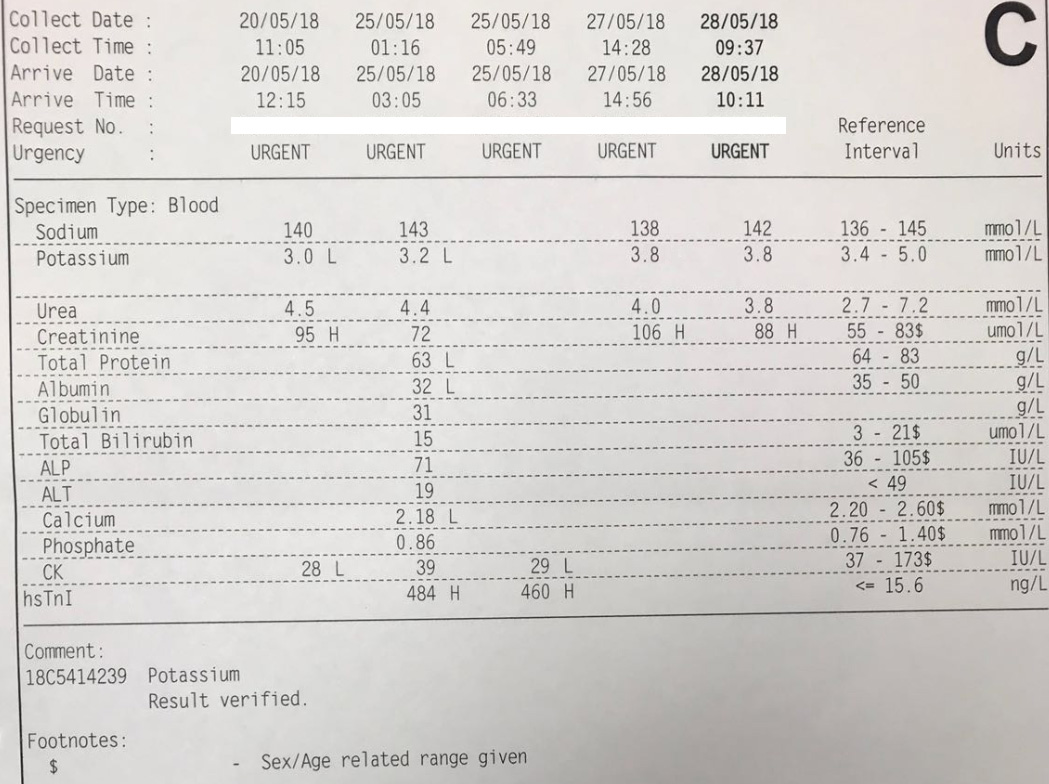 C
Collect Date : 20/05/18 25/05/18 25/05/18 27/05/18 28/05/18
Collect Time : 11:05 01:16 05:49 14:28 09:37
Arrive Date : 20/05/18 25/05/18 25/05/18 27/05/18 28/05/18
Arrive Time : 12:15 03:05 06:33 14:56 10:11
Request No. : Reference
Urgency : URGENT URGENT URGENT URGENT URGENT Interval Units
Specimen Type: Blood
Sodium 140 143 138 142 136 - 145 mmol/L
Potassium 3.0 L 3.2 L 3.8 3.8 3.4 - 5.0 mmol/L
Urea 4.5 4.4 4.0 3.8 2.7 - 7.2 mmol/L
Creatinine 95 H 72 106 H 88 H 55 - 83$ umol/L
Total Protein 63 L 64 - 83 g/L
Albumin 32 L 35 - 50 g/L
Globulin 31 g/L
Total Bilirubin 15 3 - 21$ umol/L
ALP 71 36 - 105$ IU/L
ALT 19 < 49 IU/L
Calcium 2.18 L 2.20 - 2.60$ mmol/L
Phosphate 0.86 0.76 - 1.40$ mmol/L
CK 28 L 39 29 L 37 - 173$ IU/L
hsTnI 484 H 460 H <= 15.6 ng/L
Comment:
18C5414239 Potassium
Result verified.
Footnotes:
$ - Sex/Age related range given